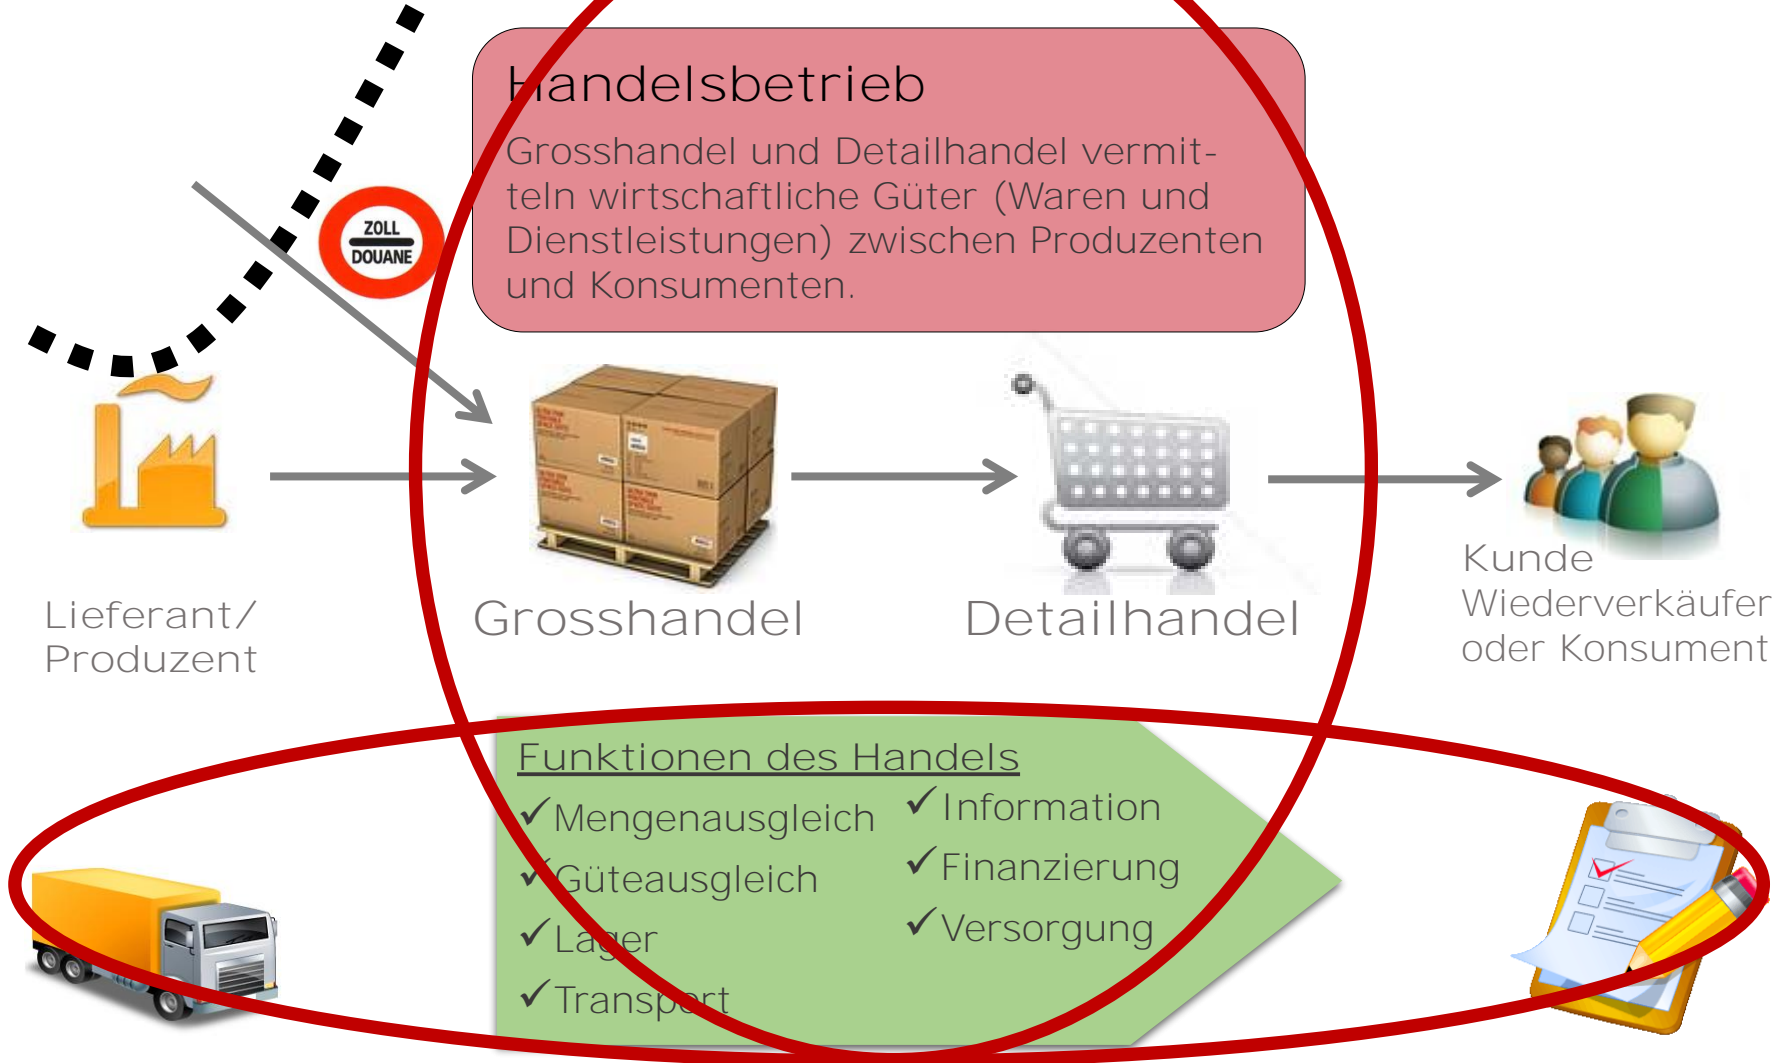 Handelsbetrieb
Grosshandel und Detailhandel vermit-
teln wirtschaftliche Güter (Waren und
Dienstleistungen) zwischen Produzenten
und Konsumenten.
ZOLL
DOUANE
Lieferant/
Produzent
Grosshandel
Detailhandel
Kunde
Wiederverkäufer
oder Konsument
Funktionen des Handels
✓Mengenausgleich
✓Güteausgleich
✓Lager
✓Transport
✓Information
✓Finanzierung
✓Versorgung